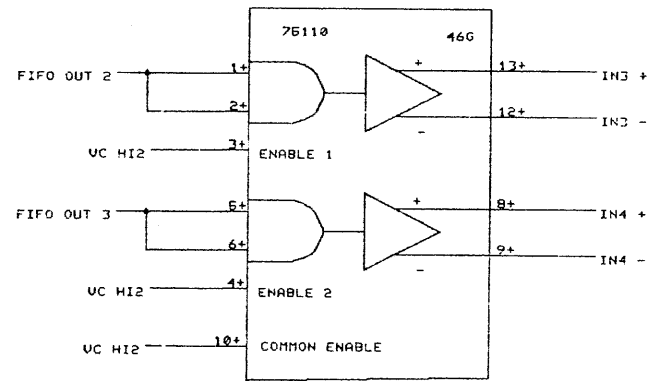 75110 46G
FIFO OUT 2 1+ + 13+ IN3 +
2+ 12+ IN3 -
-
VC HI2 3+ ENABLE 1
FIFO OUT 3 5+ + 8+ IN4 +
6+ 9+ IN4 -
-
VC HI2 4+ ENABLE 2
VC HI2 10+ COMMON ENABLE